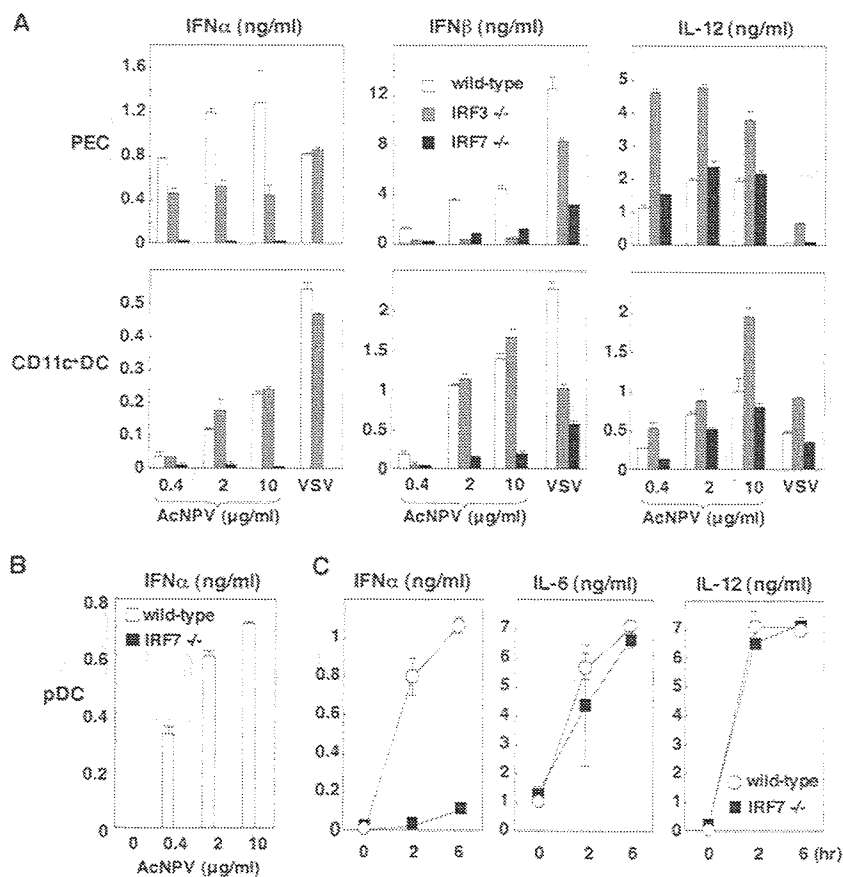 A
IFNα (ng/ml)
IFNβ (ng/ml)
IL-12 (ng/ml)
PEC
1.6
1.2
0.8
0.4
0
12
8
4
0
wild-type
IRF3 -/-
IRF7 -/-
5
4
3
2
1
0
CD11c+DC
0.5
0.4
0.3
0.2
0.1
0
2
1.5
1
0.5
0
2
1.5
1
0.5
0
0.4 2 10 VSV
AcNPV (μg/ml)
0.4 2 10 VSV
AcNPV (μg/ml)
0.4 2 10 VSV
AcNPV (μg/ml)
B
IFNα (ng/ml)
pDC
0.8
0.6
0.4
0.2
0
wild-type
IRF7 -/-
0 0.4 2 10
AcNPV (μg/ml)
C
IFNα (ng/ml)
IL-6 (ng/ml)
IL-12 (ng/ml)
1
0.8
0.6
0.4
0.2
0
7
6
5
4
3
2
1
0
7
6
5
4
3
2
1
0
wild-type
IRF7 -/-
0 2 6
0 2 6
0 2 6 (hr)